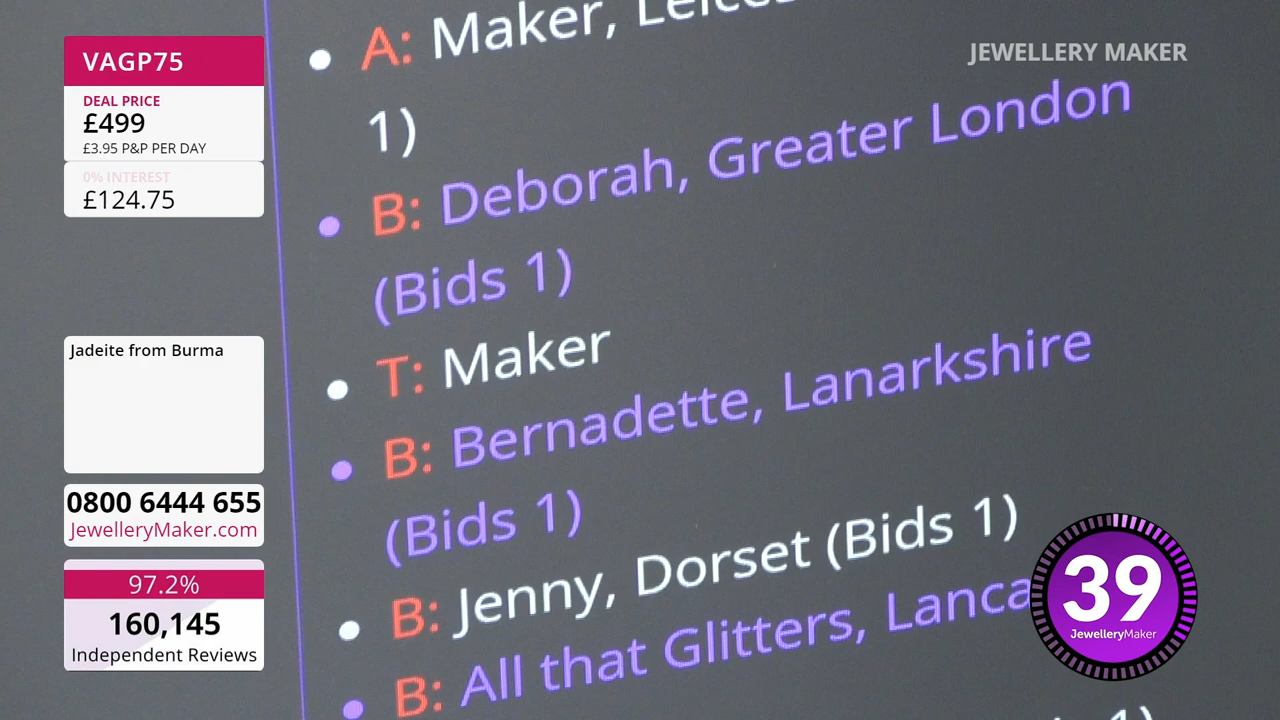 VAGP75
DEAL PRICE
£499
£3.95 P&P PER DAY
0% INTEREST
£124.75
Jadeite from Burma
0800 6444 655
JewelleryMaker.com
97.2%
160,145
Independent Reviews
JEWELLERY MAKER
A: Maker,
1)
B: Deborah, Greater London
(Bids 1)
T: Maker
B: Bernadette, Lanarkshire
(Bids 1)
B: Jenny, Dorset (Bids 1)
B: All that Glitters,
39
JewelleryMaker